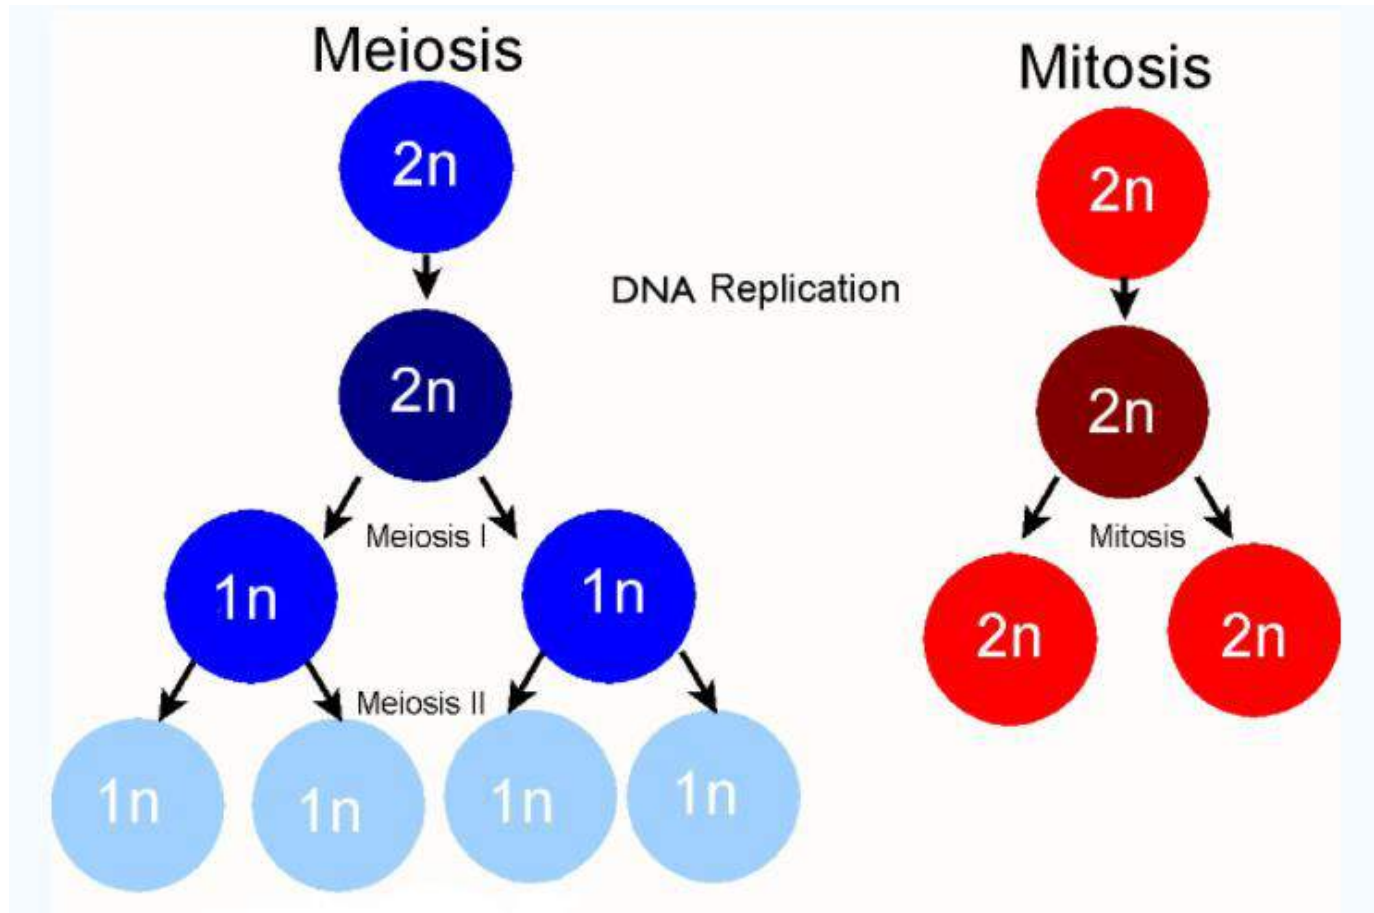 Meiosis
2n
2n
Meiosis I
1n
1n
Meiosis II
1n
1n
1n
1n
DNA Replication
Mitosis
2n
2n
Mitosis
2n
2n